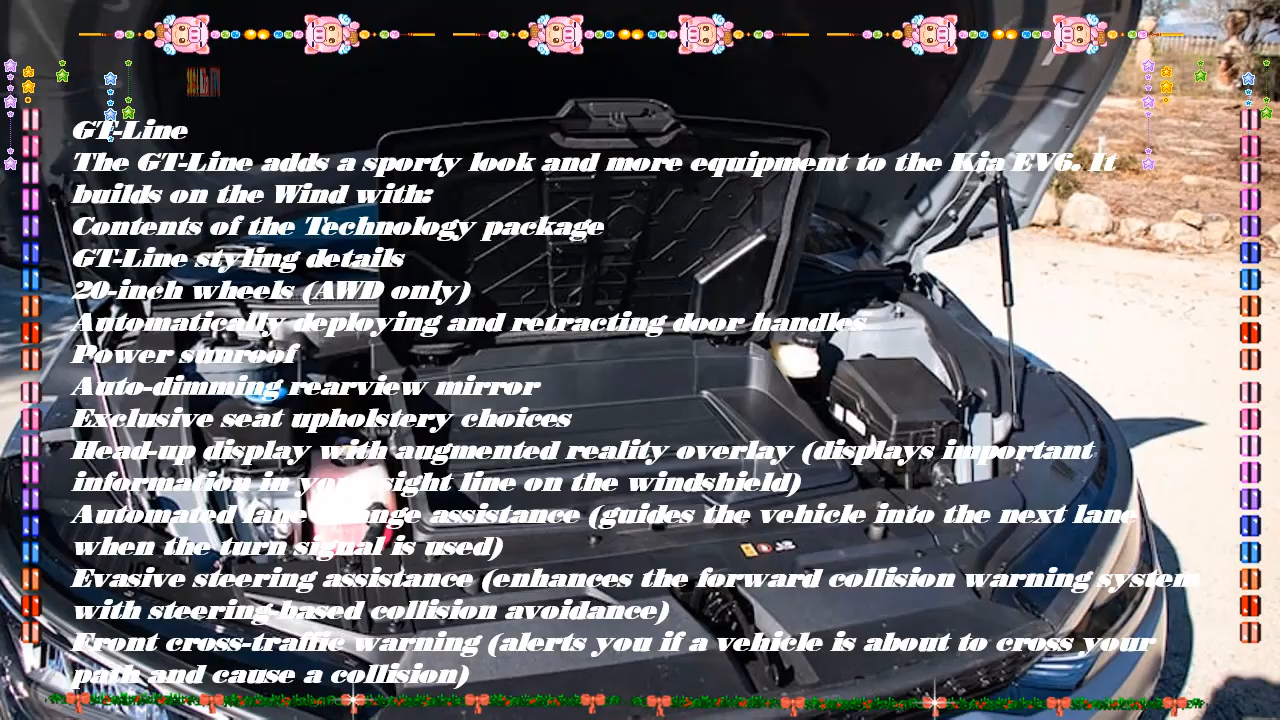 GT-Line
The GT-Line adds a sporty look and more equipment to the Kia EV6. It
builds on the Wind with:
Contents of the Technology package
GT-Line styling details
20-inch wheels (AWD only)
Automatically deploying and retracting door handles
Power sunroof
Auto-dimming rearview mirror
Exclusive seat upholstery choices
Head-up display with augmented reality overlay (displays important
information in your sight line on the windshield)
Automated lane change assistance (guides the vehicle into the next lane
when the turn signal is used)
Evasive steering assistance (enhances the forward collision warning system
with steering-based collision avoidance)
Front cross-traffic warning (alerts you if a vehicle is about to cross your
path and cause a collision)